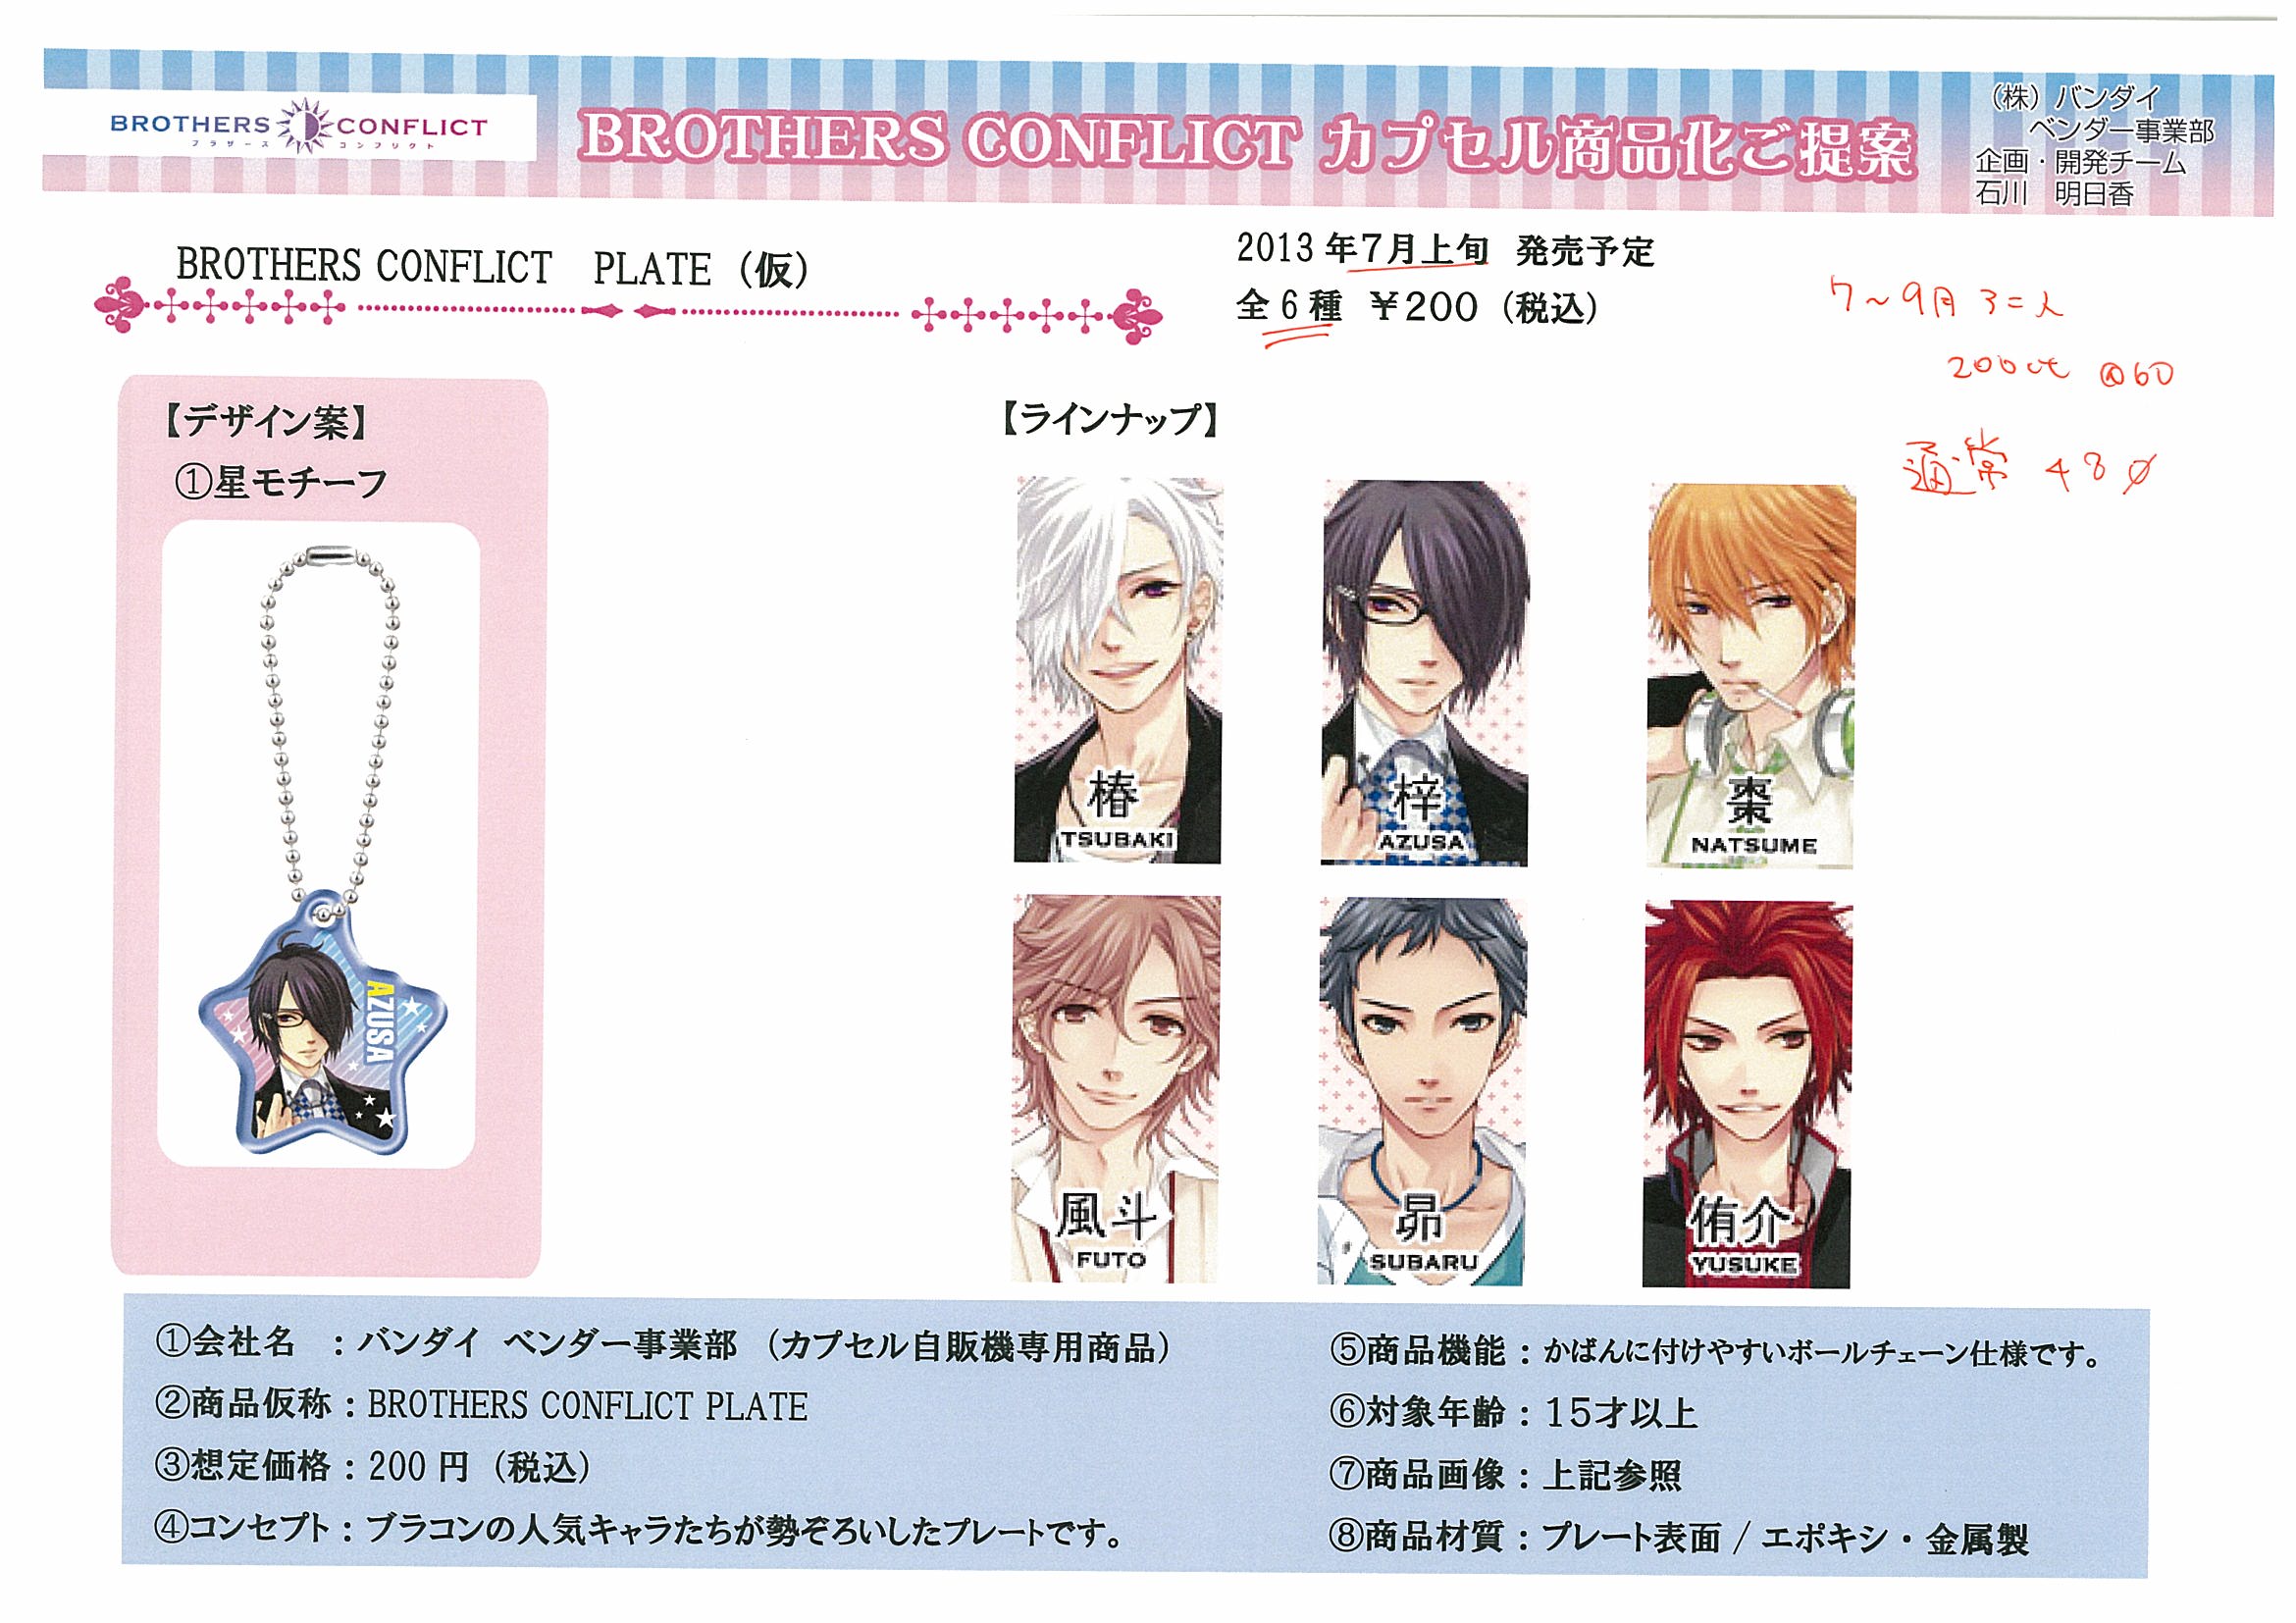 BROTHERS CONFLICT
ブラザーズ コンフリクト
BROTHERS CONFLICT カプセル商品化ご提案
（株）バンダイ
ベンダー事業部
企画・開発チーム
石川　明日香
BROTHERS CONFLICT　PLATE（仮）
2013年7月上旬　発売予定
全6種　￥200（税込）
7～9月
@60
通常 480
【デザイン案】
①星モチーフ
AZUSA
【ラインナップ】
椿
TSUBAKI
梓
AZUSA
棗
NATSUME
風斗
FUTO
昴
SUBARU
侑介
YUSUKE
①会社名　：バンダイ　ベンダー事業部　（カプセル自販機専用商品）
②商品仮称：BROTHERS CONFLICT PLATE
③想定価格：200円（税込）
④コンセプト：ブラコンの人気キャラたちが勢ぞろいしたプレートです。
⑤商品機能：かばんに付けやすいボールチェーン仕様です。
⑥対象年齢：15才以上
⑦商品画像：上記参照
⑧商品材質：プレート表面/エポキシ・金属製